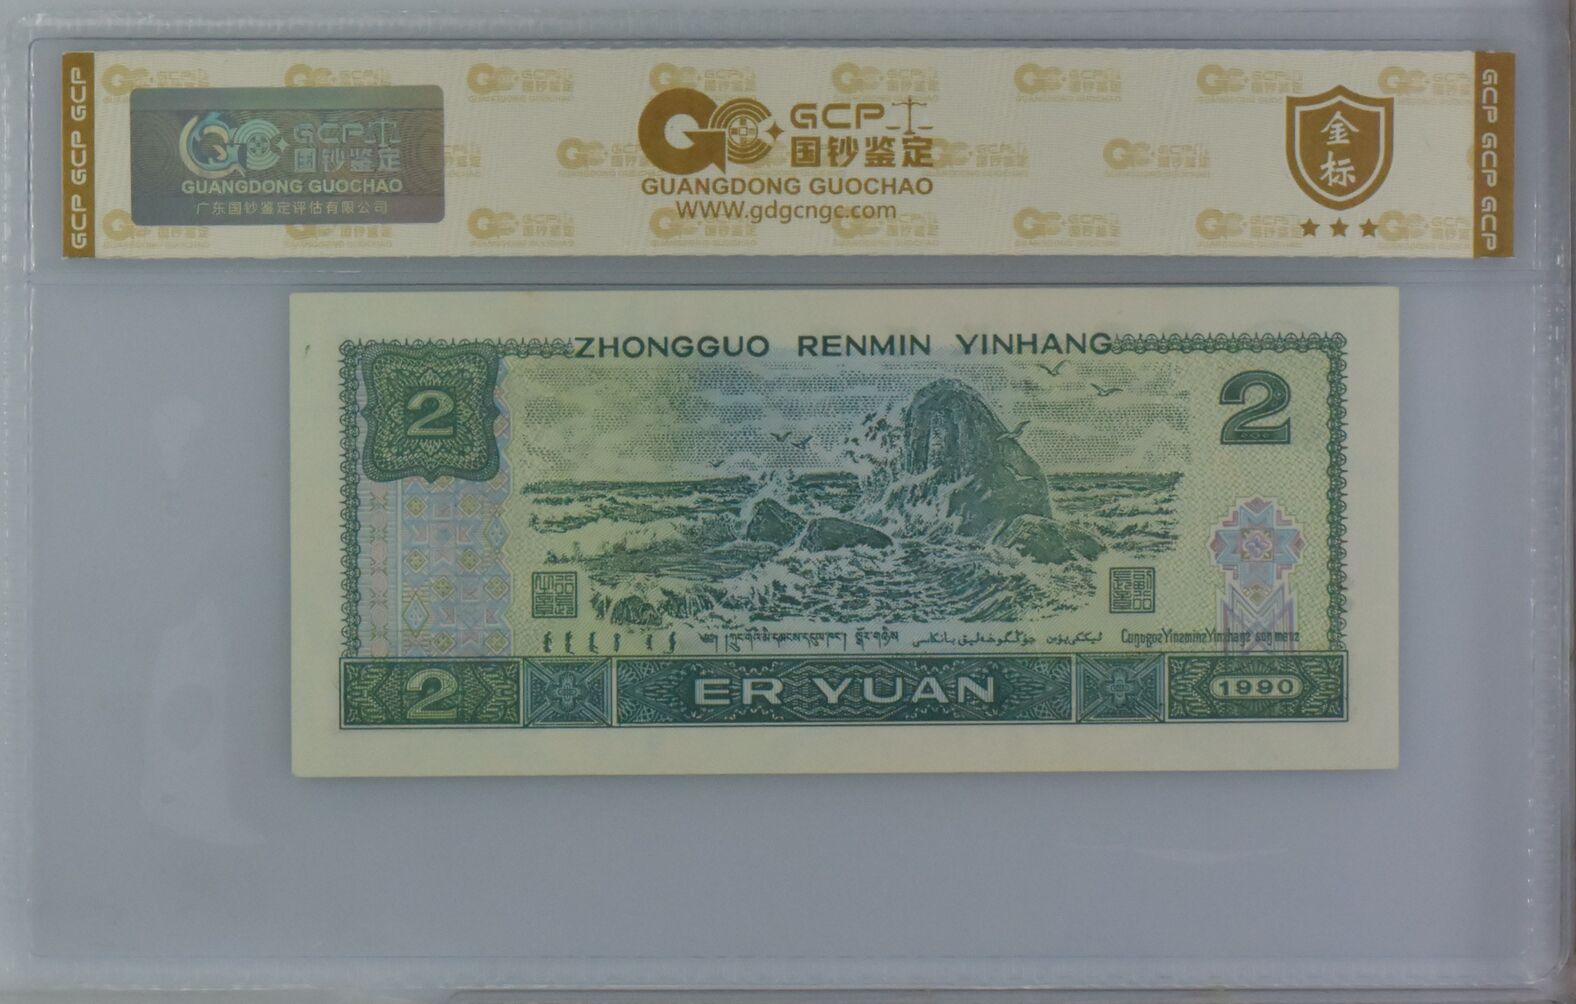 GCP GCP GCP
GCP
国钞鉴定
GUANGDONG GUOCHAO
广东国钞鉴定评估有限公司
GCP
国钞鉴定
GUANGDONG GUOCHAO
WWW.gdgcngc.com
金
标
GCP GCP GCP
ZHONGGUO RENMIN YINHANG
2
2
2
ER YUAN
1990